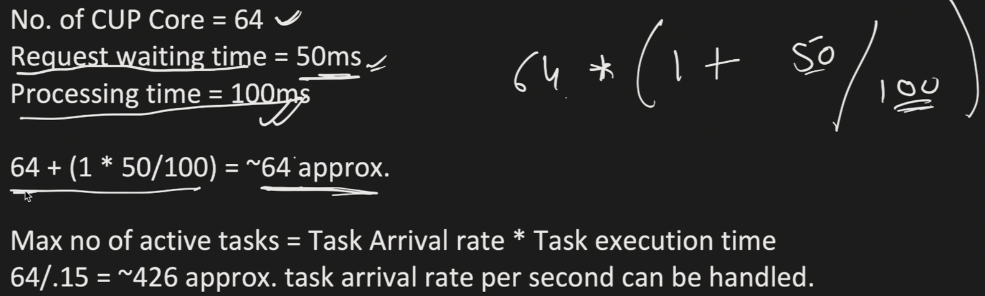 No. of CUP Core = 64
Request waiting time = 50ms
Processing time = 100ms
64 * (1 + 50/100)
64 + (1 * 50/100) = ~64 approx.
Max no of active tasks = Task Arrival rate * Task execution time
64/.15 = ~426 approx. task arrival rate per second can be handled.